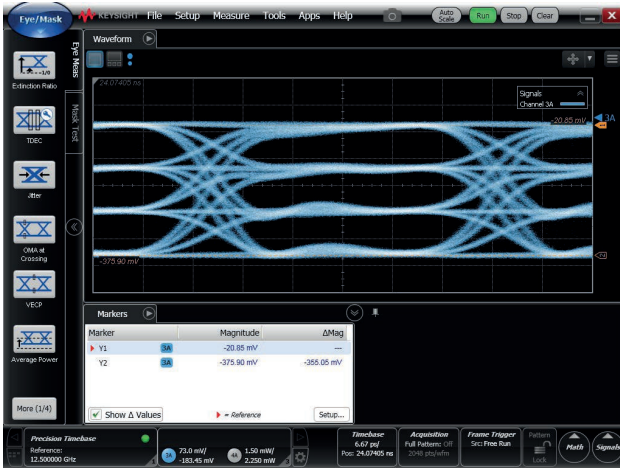 Eye/Mask
KEYSIGHT File Setup Measure Tools Apps Help
Auto Scale
Run Stop Clear
Waveform
Eye Meas
Mask Test
Extinction Ratio
TDEC
Jitter
OMA at
Crossing
VECP
Average Power
More (1/4)
24.07405 ns
Signals
Channel 3A
-20.85 mV
3A
-375.90 mV
Markers
Marker Magnitude ΔMag
Y1 3A -20.85 mV ---
Y2 3A -375.90 mV -355.05 mV
Show Δ Values = Reference Setup...
Precision Timebase
Reference:
12.500000 GHz
3A 73.0 mV/
-183.45 mV
4A 1.50 mW/
2.250 mW
Timebase
6.67 ps/
Pos: 24.07405 ns
Acquisition
Full Pattern: Off
2048 pts/wfm
Frame Trigger
Src: Free Run
Pattern
Lock
Math
Signals